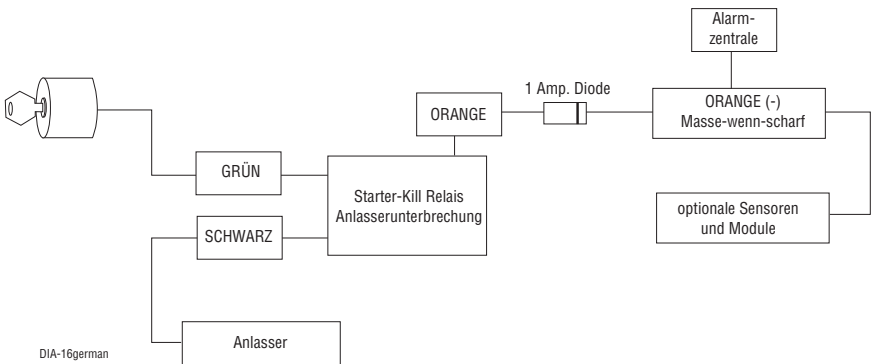 Alarm-
zentrale
1 Amp. Diode
ORANGE
ORANGE (-)
Masse-wenn-scharf
GRÜN
Starter-Kill Relais
Anlasserunterbrechung
optionale Sensoren
und Module
SCHWARZ
Anlasser
DIA-16german